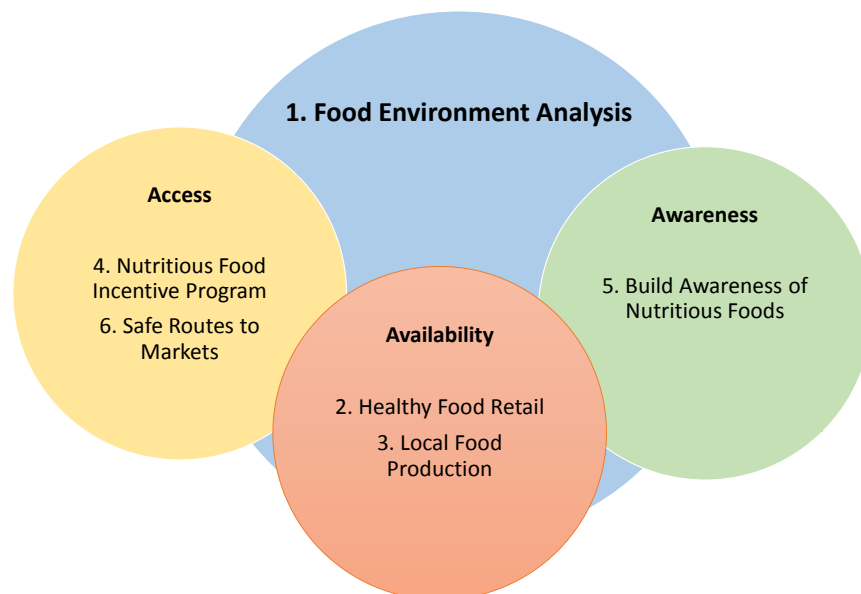 1. Food Environment Analysis
Access
4. Nutritious Food
Incentive Program
6. Safe Routes to
Markets
Availability
2. Healthy Food Retail
3. Local Food
Production
Awareness
5. Build Awareness of
Nutritious Foods